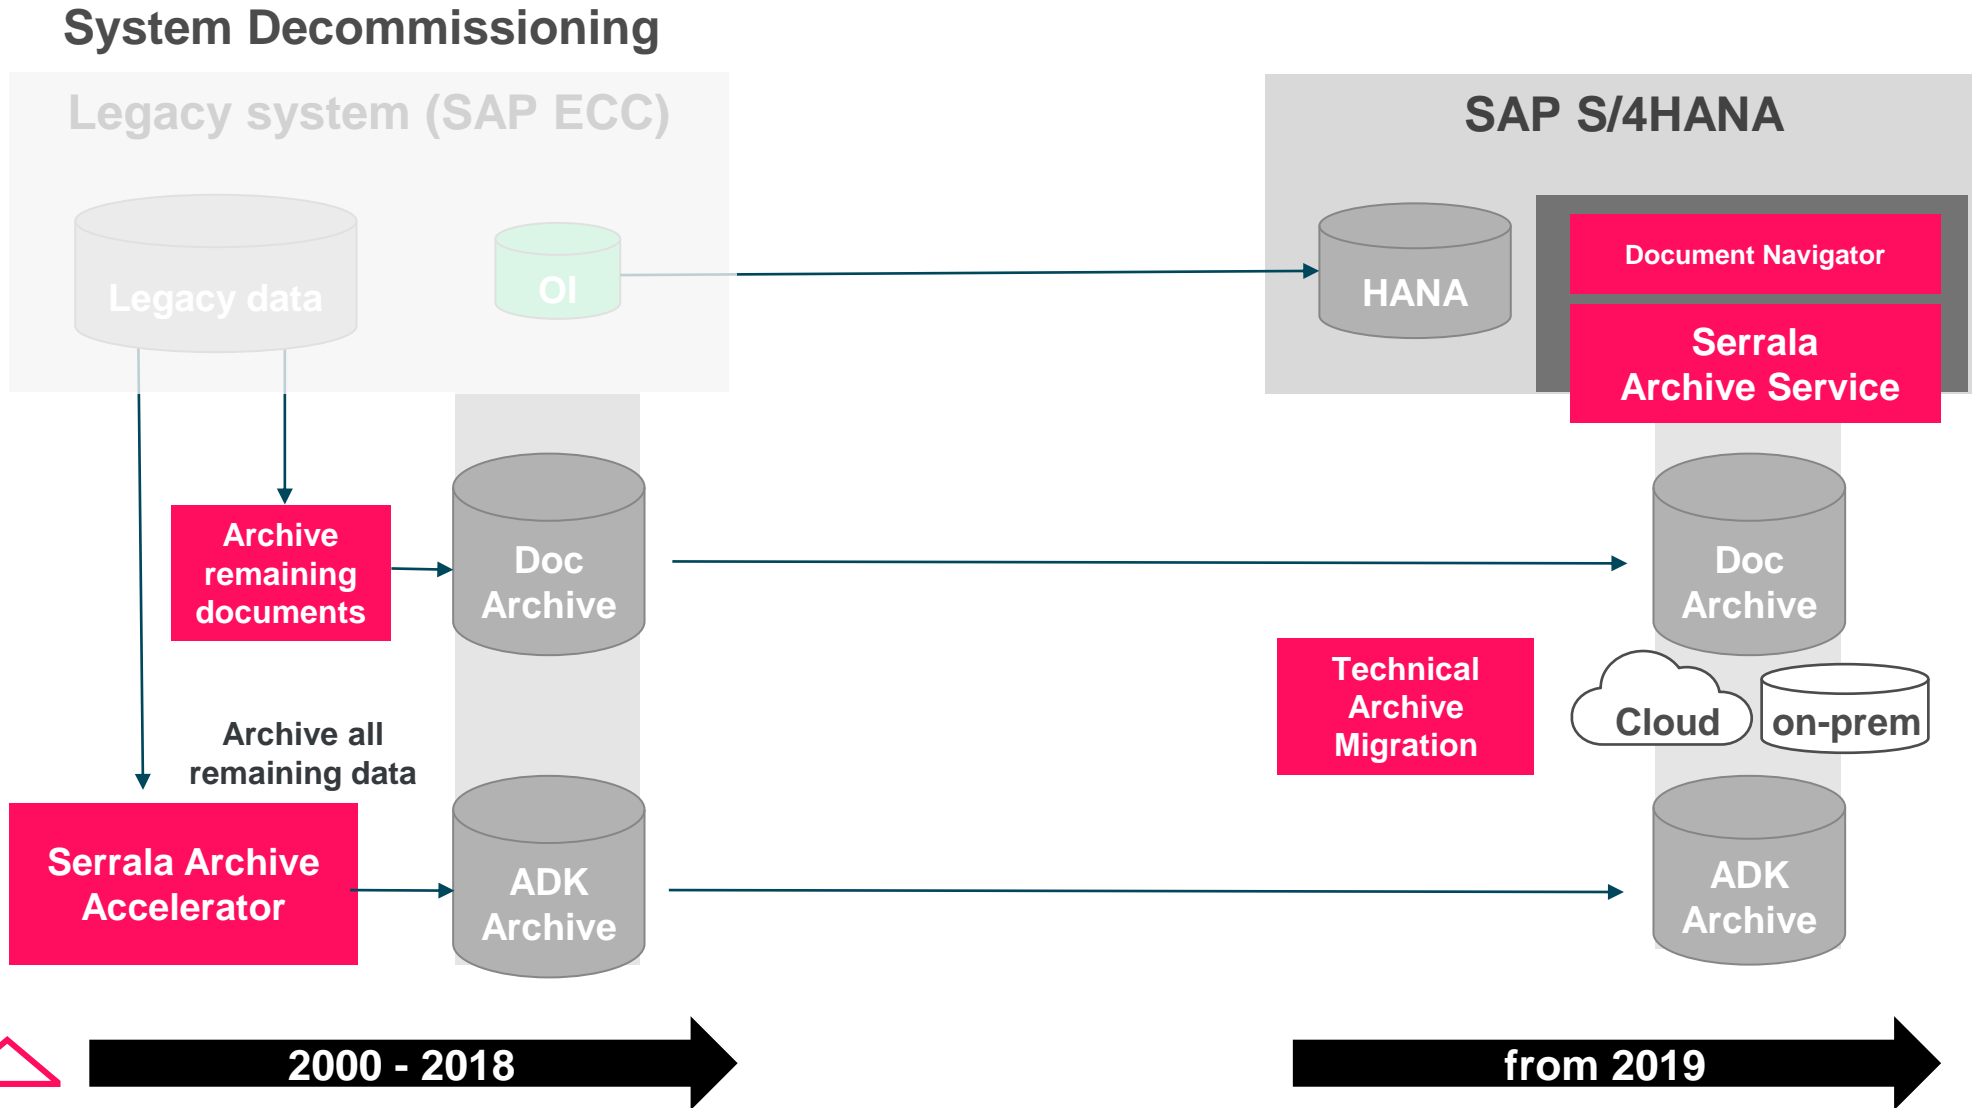 System Decommissioning
Legacy system (SAP ECC)
SAP S/4HANA
Legacy data
OI
HANA
Document Navigator
Serrala
Archive Service
Archive
remaining
documents
Doc
Archive
Doc
Archive
Technical
Archive
Migration
Cloud
on-prem
Archive all
remaining data
Serrala Archive
Accelerator
ADK
Archive
ADK
Archive
2000 - 2018
from 2019